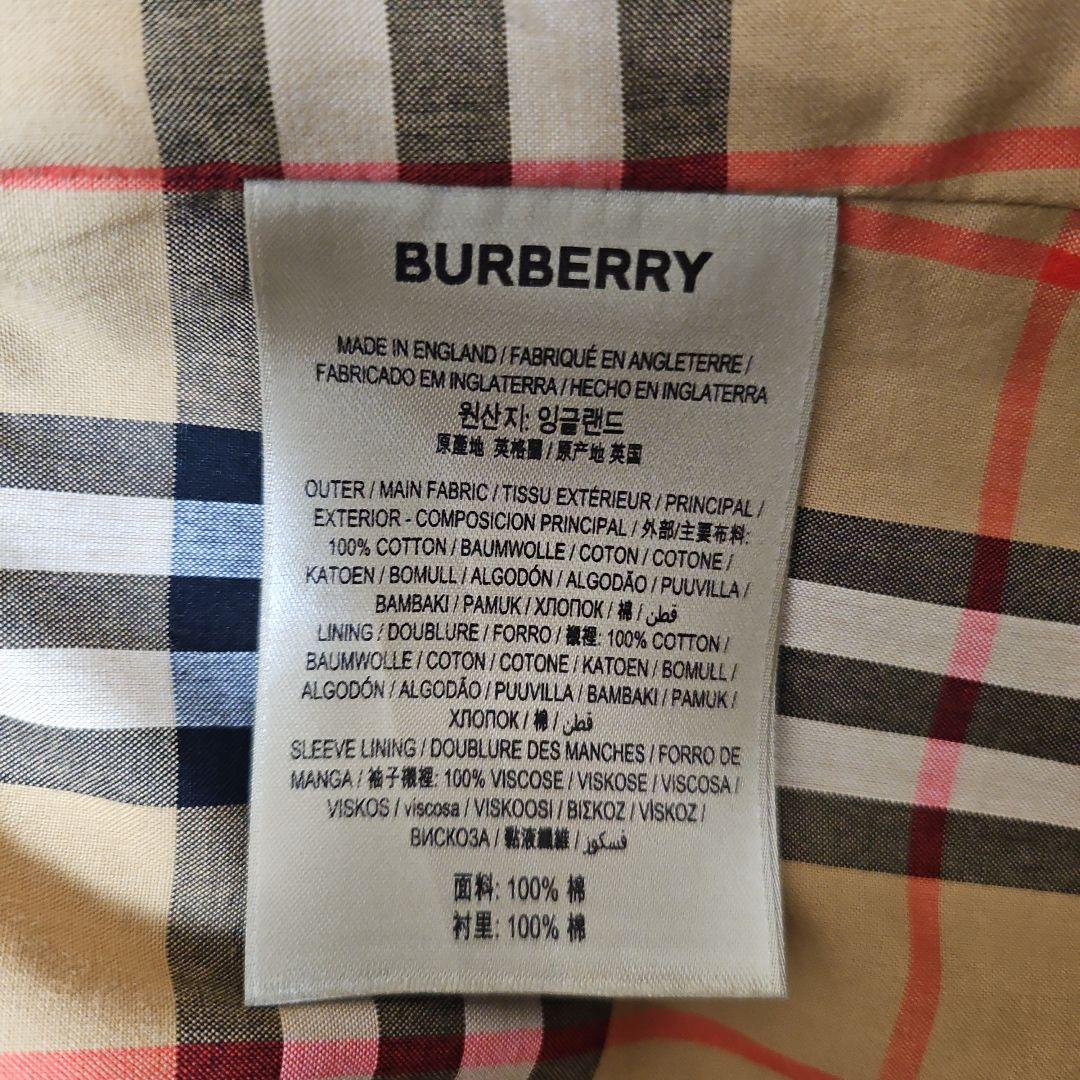 BURBERRY
MADE IN ENGLAND / FABRIQUÉ EN ANGLETERRE /
FABRICADO EM INGLATERRA / HECHO EN INGLATERRA
원산지: 잉글랜드
原產地 英格蘭 / 原产地 英国
OUTER / MAIN FABRIC / TISSU EXTÉRIEUR / PRINCIPAL /
EXTERIOR - COMPOSICION PRINCIPAL / 外部/主要布料:
100% COTTON / BAUMWOLLE / COTON / COTONE /
KATOEN / BOMULL / ALGODÓN / ALGODÃO / PUUVILLA /
BAMBAKI / PAMUK / ХЛОПОК / 棉 / قطن
LINING / DOUBLURE / FORRO / 襯裡: 100% COTTON /
BAUMWOLLE / COTON / COTONE / KATOEN / BOMULL /
ALGODÓN / ALGODÃO / PUUVILLA / BAMBAKI / PAMUK /
ХЛОПОК / 棉 / قطن
SLEEVE LINING / DOUBLURE DES MANCHES / FORRO DE
MANGA / 袖子襯裡: 100% VISCOSE / VISKOSE / VISCOSA /
VISKOS / viscosa / VISKOOSI / ΒΙΣΚΟΖ / VİSKOZ /
ВИСКОЗА / 黏液纖維 / فسكوز
面料: 100% 棉
衬里: 100% 棉